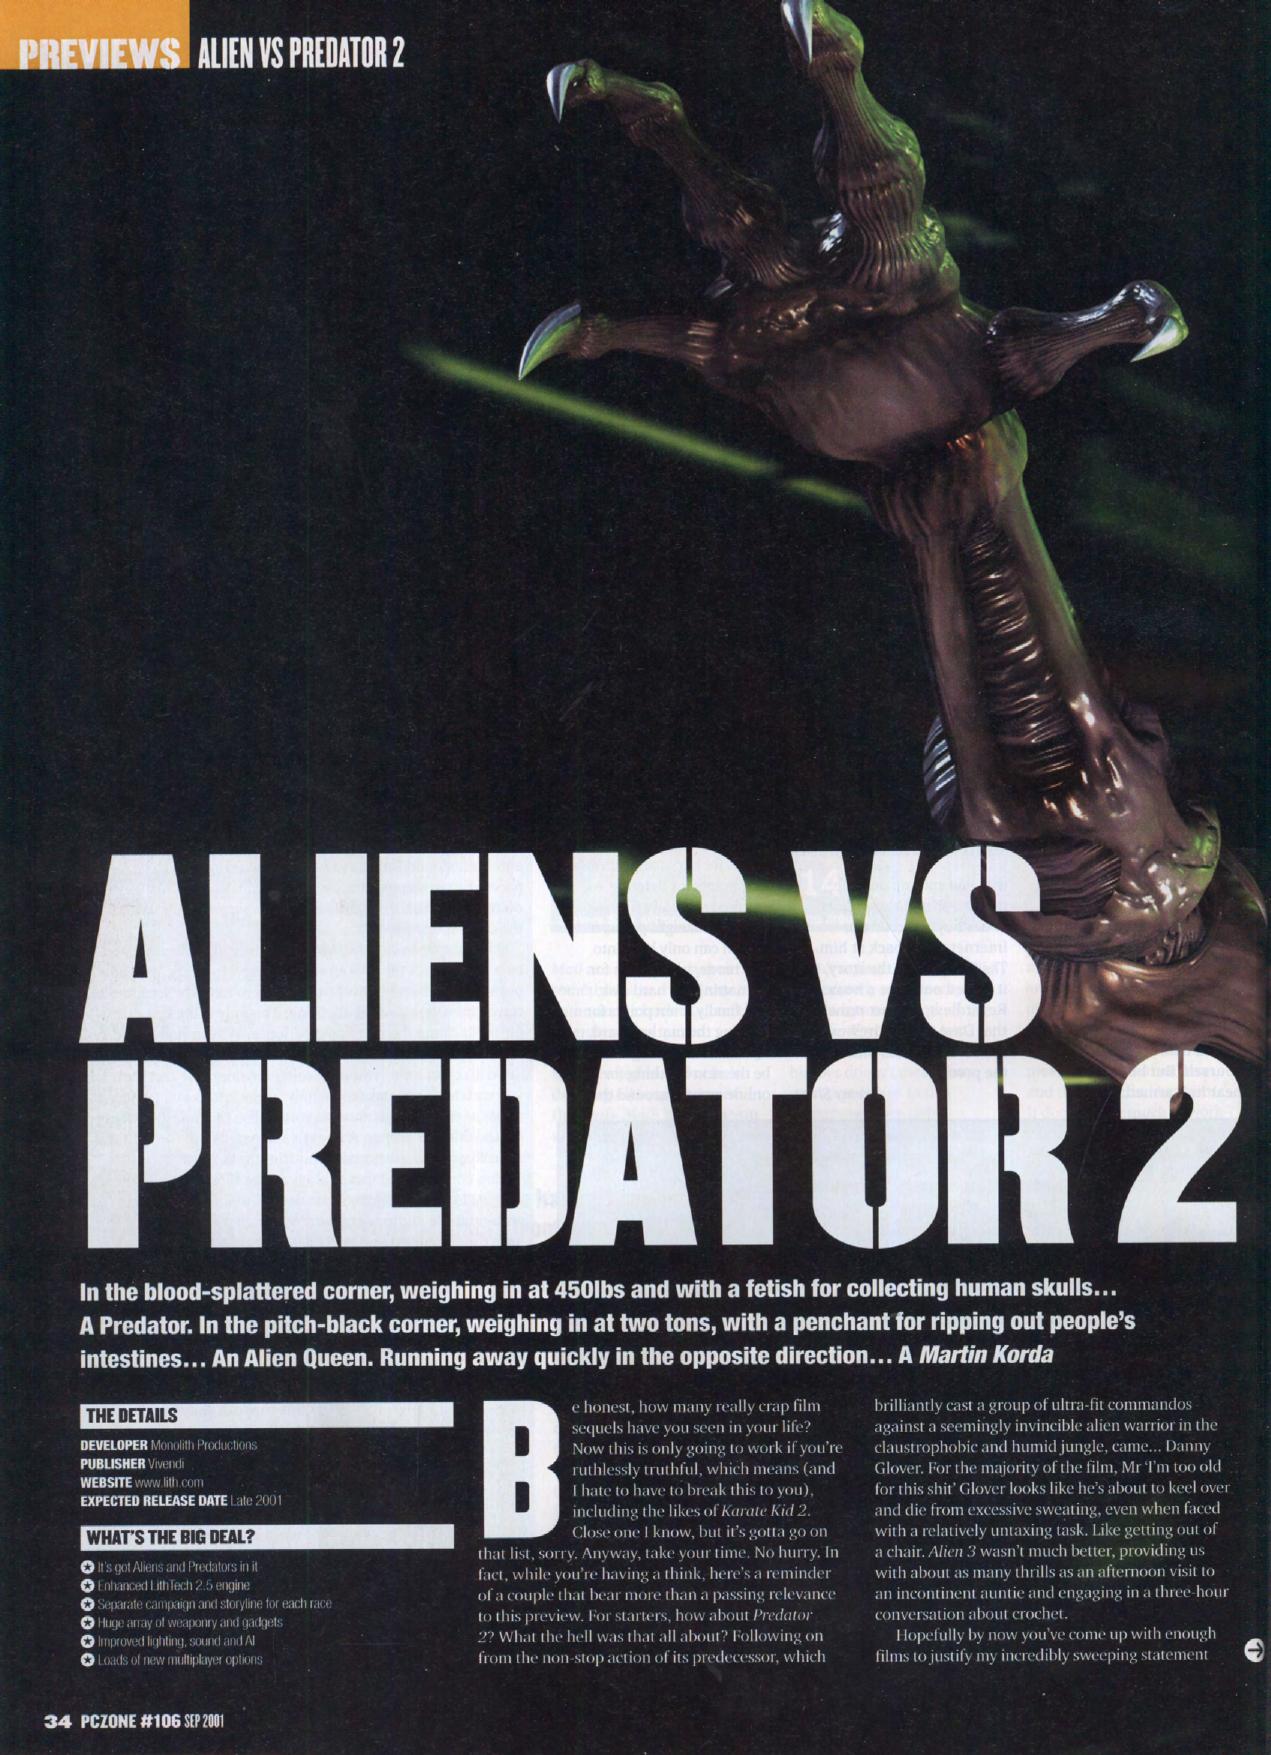 PREVIEWS ALIEN VS PREDATOR 2
ALIENS VS
PREDATOR 2
In the blood-splattered corner, weighing in at 450lbs and with a fetish for collecting human skulls...
A Predator. In the pitch-black corner, weighing in at two tons, with a penchant for ripping out people's
intestines... An Alien Queen. Running away quickly in the opposite direction... A Martin Korda
THE DETAILS
DEVELOPER Monolith Productions
PUBLISHER Vivendi
WEBSITE www.lith.com
EXPECTED RELEASE DATE Late 2001
WHAT'S THE BIG DEAL?
It's got Aliens and Predators in it
Enhanced LithTech 2.5 engine
Separate campaign and storyline for each race
Huge array of weaponry and gadgets
Improved lighting, sound and AI
Loads of new multiplayer options
Be honest, how many really crap film
sequels have you seen in your life?
Now this is only going to work if you're
ruthlessly truthful, which means (and
I hate to have to break this to you),
including the likes of Karate Kid 2.
Close one I know, but it's gotta go on
that list, sorry. Anyway, take your time. No hurry. In
fact, while you're having a think, here's a reminder
of a couple that bear more than a passing relevance
to this preview. For starters, how about Predator
2? What the hell was that all about? Following on
from the non-stop action of its predecessor, which
brilliantly cast a group of ultra-fit commandos
against a seemingly invincible alien warrior in the
claustrophobic and humid jungle, came... Danny
Glover. For the majority of the film, Mr 'I'm too old
for this shit' Glover looks like he's about to keel over
and die from excessive sweating, even when faced
with a relatively untaxing task. Like getting out of
a chair. Alien 3 wasn't much better, providing us
with about as many thrills as an afternoon visit to
an incontinent auntie and engaging in a three-hour
conversation about crochet.
Hopefully by now you've come up with enough
films to justify my incredibly sweeping statement
34 PCZONE #106 SEP 2001